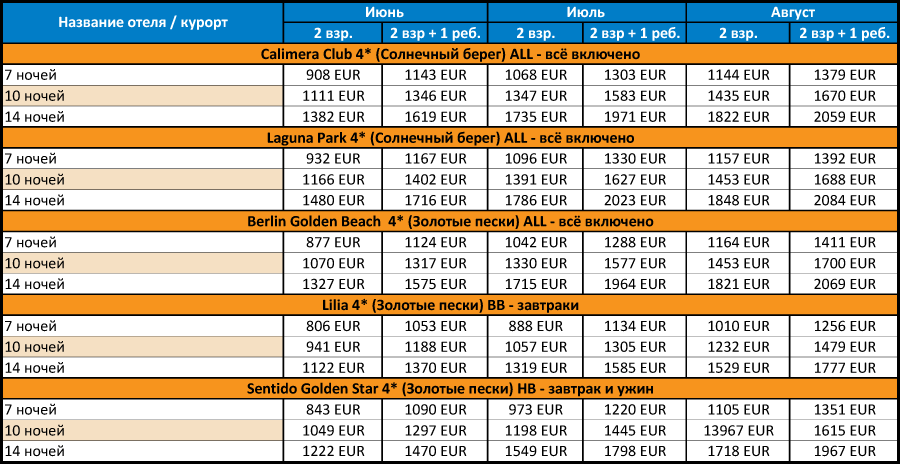 Название отеля / курорт Июнь Июль Август
2 взр. 2 взр + 1 реб. 2 взр. 2 взр + 1 реб. 2 взр. 2 взр + 1 реб.
Calimera Club 4* (Солнечный берег) ALL - всё включено
7 ночей 908 EUR 1143 EUR 1068 EUR 1303 EUR 1144 EUR 1379 EUR
10 ночей 1111 EUR 1346 EUR 1347 EUR 1583 EUR 1435 EUR 1670 EUR
14 ночей 1382 EUR 1619 EUR 1735 EUR 1971 EUR 1822 EUR 2059 EUR
Laguna Park 4* (Солнечный берег) ALL - всё включено
7 ночей 932 EUR 1167 EUR 1096 EUR 1330 EUR 1157 EUR 1392 EUR
10 ночей 1166 EUR 1402 EUR 1391 EUR 1627 EUR 1453 EUR 1688 EUR
14 ночей 1480 EUR 1716 EUR 1786 EUR 2023 EUR 1848 EUR 2084 EUR
Berlin Golden Beach 4* (Золотые пески) ALL - всё включено
7 ночей 877 EUR 1124 EUR 1042 EUR 1288 EUR 1164 EUR 1411 EUR
10 ночей 1070 EUR 1317 EUR 1330 EUR 1577 EUR 1453 EUR 1700 EUR
14 ночей 1327 EUR 1575 EUR 1715 EUR 1964 EUR 1821 EUR 2069 EUR
Lilia 4* (Золотые пески) BB - завтраки
7 ночей 806 EUR 1053 EUR 888 EUR 1134 EUR 1010 EUR 1256 EUR
10 ночей 941 EUR 1188 EUR 1057 EUR 1305 EUR 1232 EUR 1479 EUR
14 ночей 1122 EUR 1370 EUR 1319 EUR 1585 EUR 1529 EUR 1777 EUR
Sentido Golden Star 4* (Золотые пески) HB - завтрак и ужин
7 ночей 843 EUR 1090 EUR 973 EUR 1220 EUR 1105 EUR 1351 EUR
10 ночей 1049 EUR 1297 EUR 1198 EUR 1445 EUR 13967 EUR 1615 EUR
14 ночей 1222 EUR 1470 EUR 1549 EUR 1798 EUR 1718 EUR 1967 EUR